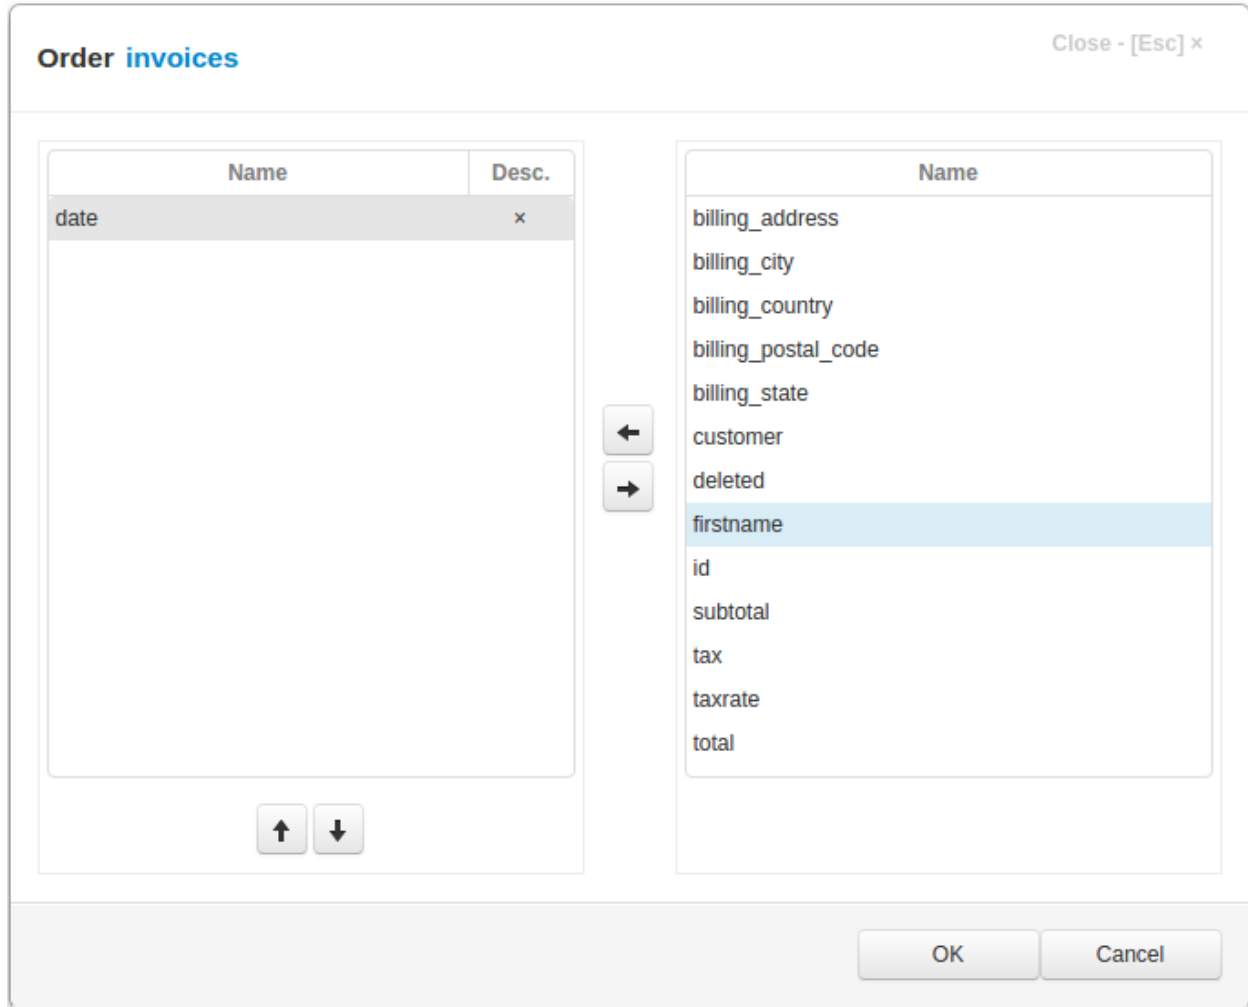 Order invoices
Close - [Esc] ×
Name Desc.
date ×
Name
billing_address
billing_city
billing_country
billing_postal_code
billing_state
customer
deleted
firstname
id
subtotal
tax
taxrate
total
OK Cancel